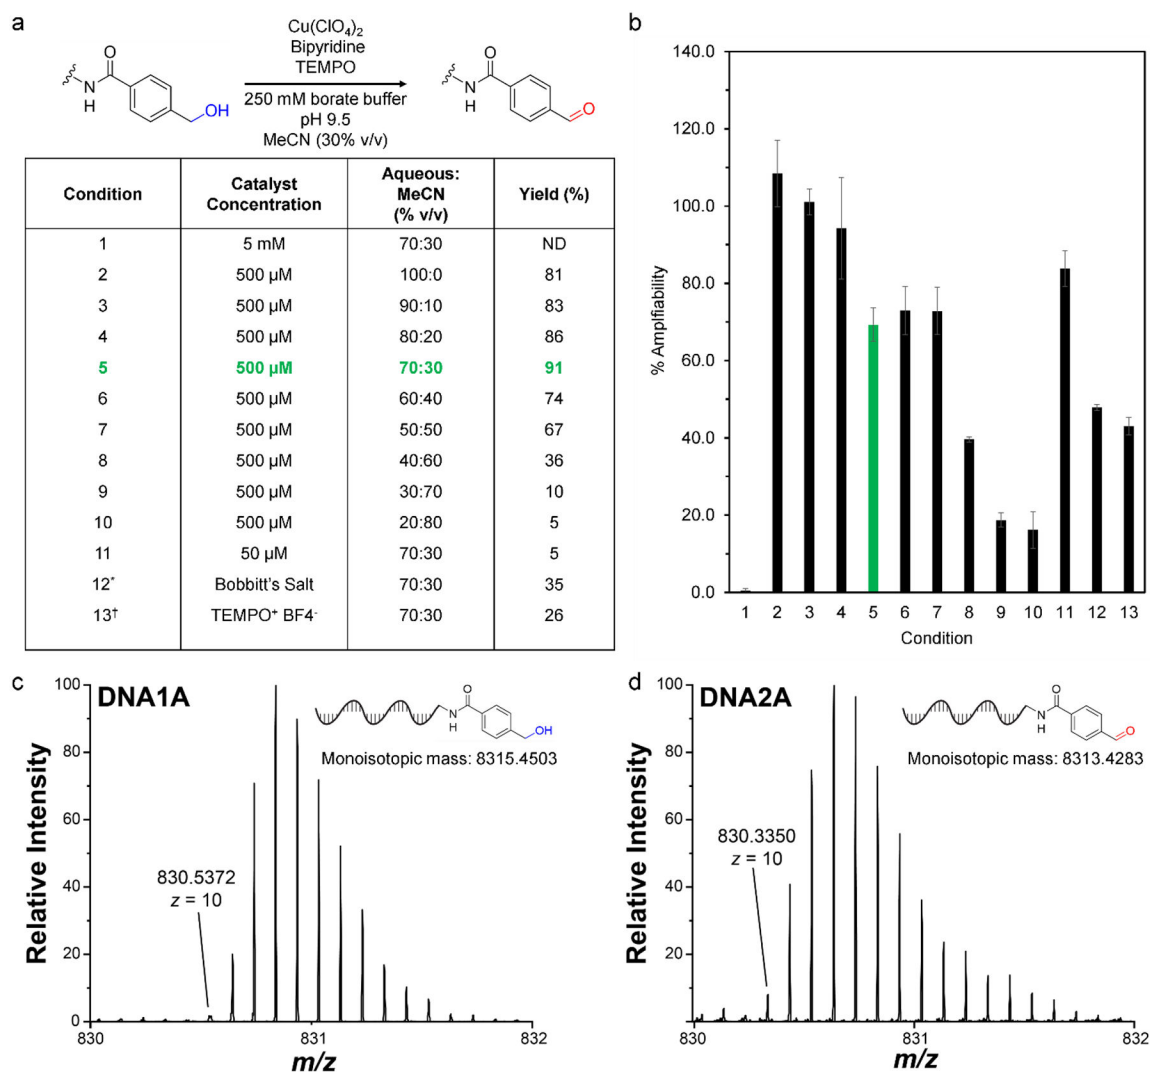 a
Cu(ClO4)2
Bipyridine
TEMPO
250 mM borate buffer
pH 9.5
MeCN (30% v/v)
O
N
H
OH
O
N
H
O
Condition Catalyst Concentration Aqueous: MeCN (% v/v) Yield (%)
1 5 mM 70:30 ND
2 500 µM 100:0 81
3 500 µM 90:10 83
4 500 µM 80:20 86
5 500 µM 70:30 91
6 500 µM 60:40 74
7 500 µM 50:50 67
8 500 µM 40:60 36
9 500 µM 30:70 10
10 500 µM 20:80 5
11 50 µM 70:30 5
12* Bobbitt's Salt 70:30 35
13† TEMPO+ BF4- 70:30 26
b
% Amplfiability
140.0
120.0
100.0
80.0
60.0
40.0
20.0
0.0
1 2 3 4 5 6 7 8 9 10 11 12 13
Condition
c
DNA1A
O
N
H
OH
Monoisotopic mass: 8315.4503
830.5372
z = 10
Relative Intensity
100
80
60
40
20
0
830 831 832
m/z
d
DNA2A
O
N
H
O
Monoisotopic mass: 8313.4283
830.3350
z = 10
Relative Intensity
100
80
60
40
20
830 831 832
m/z